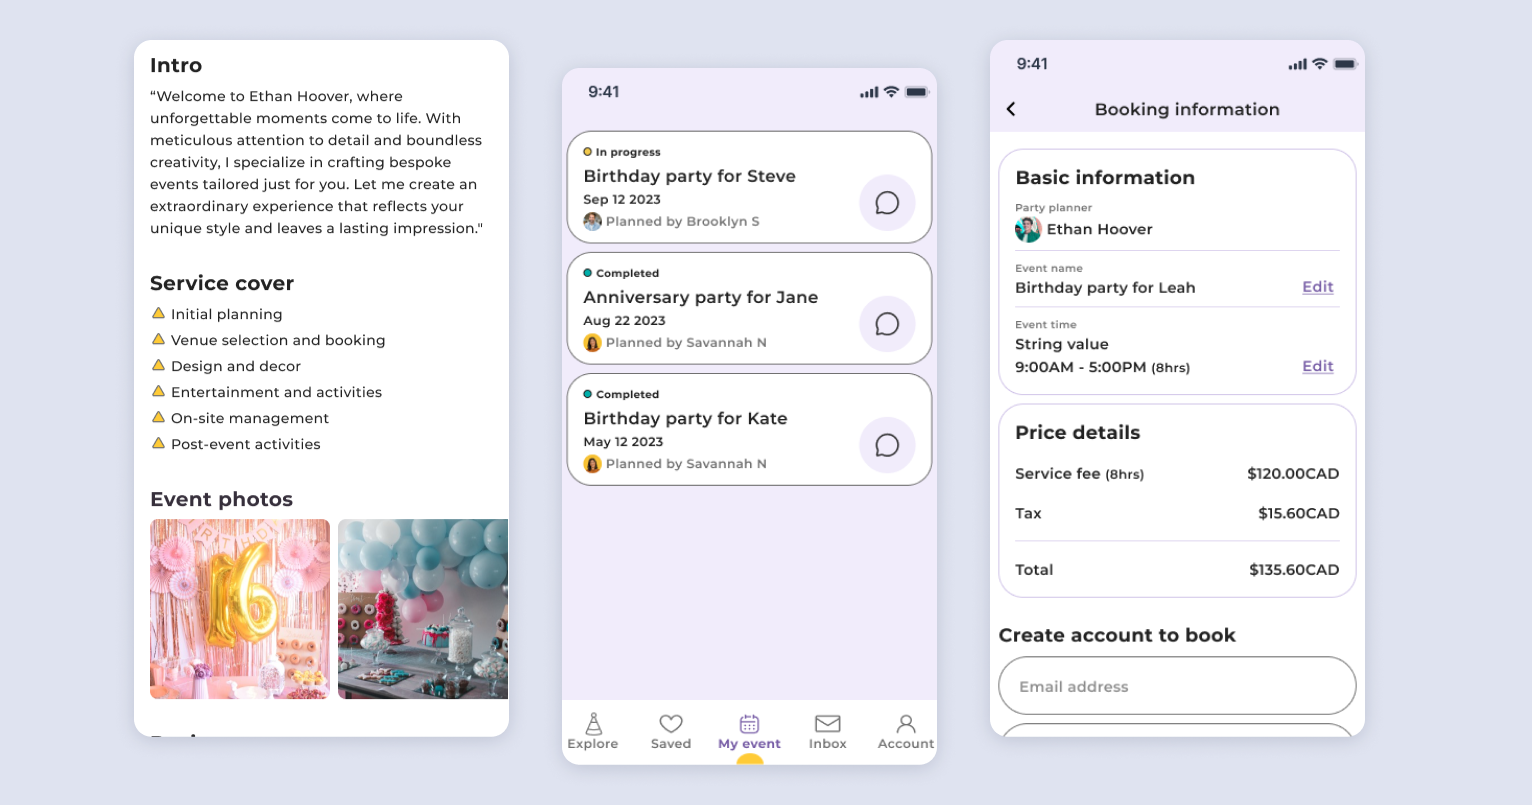 Intro
“Welcome to Ethan Hoover, where
unforgettable moments come to life. With
meticulous attention to detail and boundless
creativity, I specialize in crafting bespoke
events tailored just for you. Let me create an
extraordinary experience that reflects your
unique style and leaves a lasting impression."
Service cover
Initial planning
Venue selection and booking
Design and decor
Entertainment and activities
On-site management
Post-event activities
Event photos
16
9:41
In progress
Birthday party for Steve
Sep 12 2023
Planned by Brooklyn S
Completed
Anniversary party for Jane
Aug 22 2023
Planned by Savannah N
Completed
Birthday party for Kate
May 12 2023
Planned by Savannah N
Explore
Saved
My event
Inbox
Account
9:41
Booking information
Basic information
Party planner
Ethan Hoover
Event name
Birthday party for Leah
Edit
Event time
String value
9:00AM - 5:00PM (8hrs)
Edit
Price details
Service fee (8hrs)
$120.00CAD
Tax
$15.60CAD
Total
$135.60CAD
Create account to book
Email address